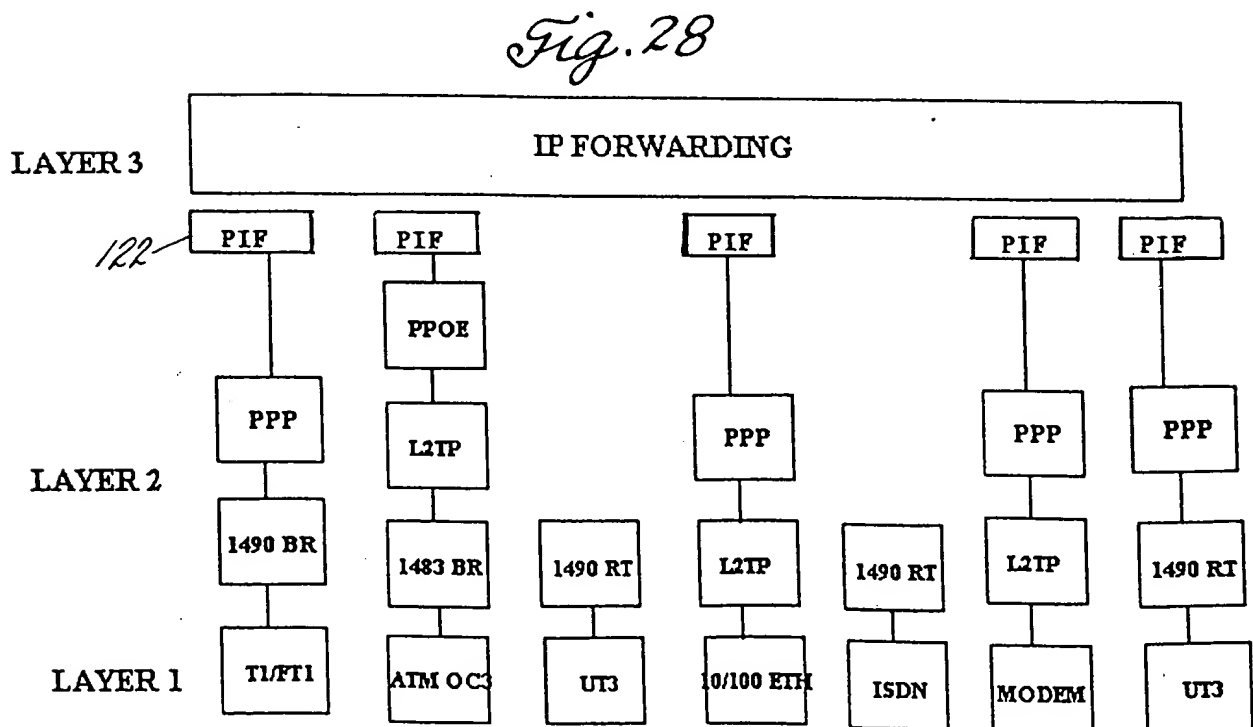 Fig. 28
IP FORWARDING
LAYER 3
122
PIF PIF PIF PIF PIF
PPOE
PPP L2TP PPP PPP PPP
LAYER 2
1490 BR 1483 BR 1490 RT L2TP 1490 RT L2TP 1490 RT
LAYER 1
T1/FT1 ATM OC3 UT3 10/100 ETH ISDN MODEM UT3